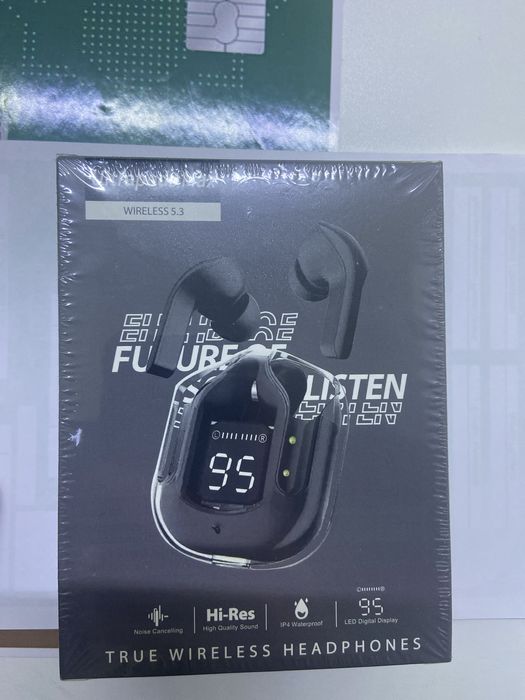 WIRELESS 5.3
FUTURE OF
LISTEN
L R
95
Noise Cancelling
Hi-Res
High Quality Sound
IP4 Waterproof
95
LED Digital Display
TRUE WIRELESS HEADPHONES